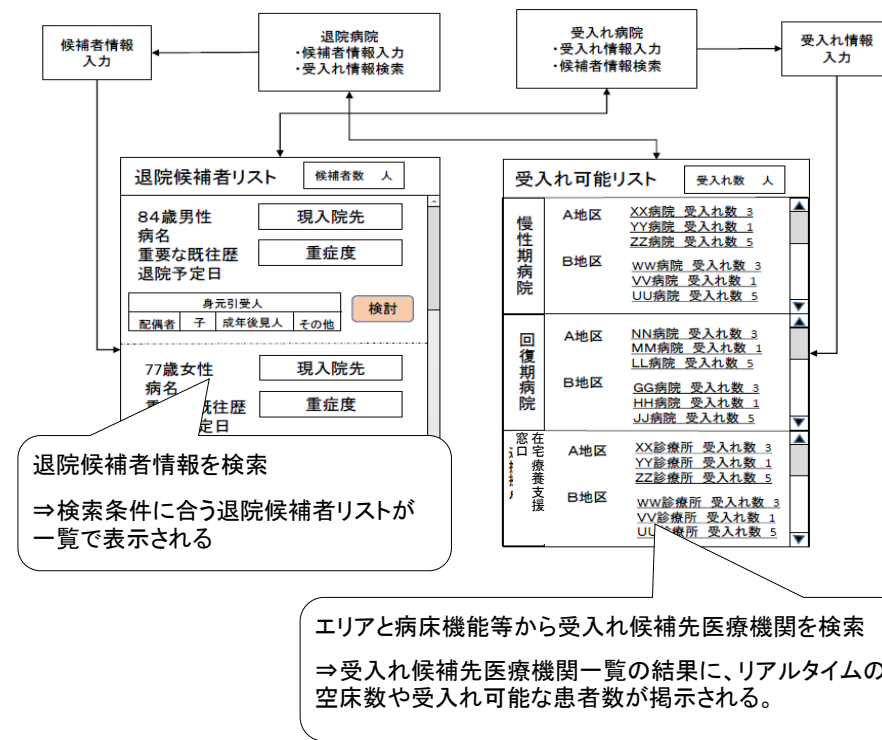 候補者情報
入力
退院病院
・候補者情報入力
・受入れ情報検索
受入れ病院
・受入れ情報入力
・候補者情報検索
受入れ情報
入力
退院候補者リスト
候補者数 人
84歳男性
病名
重要な既往歴
退院予定日
現入院先
重症度
身元引受人
配偶者 子 成年後見人 その他
検討
77歳女性
病名
既往歴
定日
現入院先
重症度
退院候補者情報を検索
⇒検索条件に合う退院候補者リストが
一覧で表示される
受入れ可能リスト
受入れ数 人
慢性期病院
A地区
XX病院 受入れ数 3
YY病院 受入れ数 1
ZZ病院 受入れ数 5
B地区
WW病院 受入れ数 3
VV病院 受入れ数 1
UU病院 受入れ数 5
回復期病院
A地区
NN病院 受入れ数 3
MM病院 受入れ数 1
LL病院 受入れ数 5
B地区
GG病院 受入れ数 3
HH病院 受入れ数 1
JJ病院 受入れ数 5
在宅療養支援
窓口
A地区
XX診療所 受入れ数 3
YY診療所 受入れ数 1
ZZ診療所 受入れ数 5
B地区
WW診療所 受入れ数 3
VV診療所 受入れ数 1
UU診療所 受入れ数 5
エリアと病床機能等から受入れ候補先医療機関を検索
⇒受入れ候補先医療機関一覧の結果に、リアルタイムの
空床数や受入れ可能な患者数が掲示される。